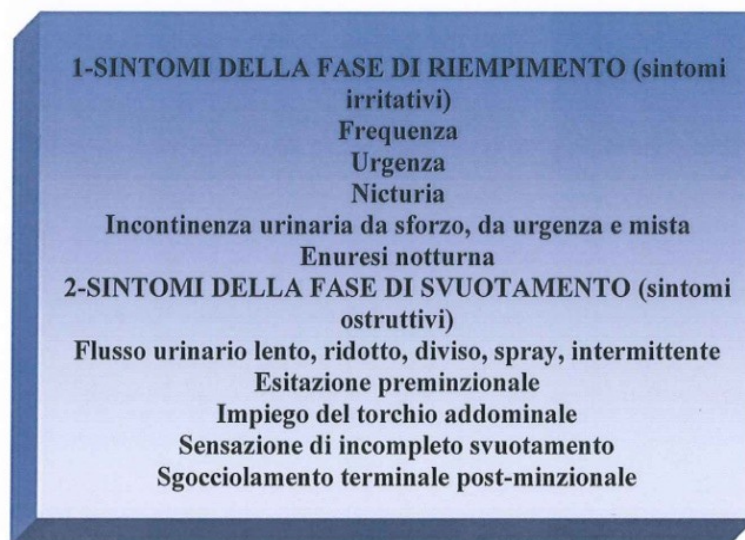 1-SINTOMI DELLA FASE DI RIEMPIMENTO (sintomi
irritativi)
Frequenza
Urgenza
Nicturia
Incontinenza urinaria da sforzo, da urgenza e mista
Enuresi notturna
2-SINTOMI DELLA FASE DI SVUOTAMENTO (sintomi
ostruttivi)
Flusso urinario lento, ridotto, diviso, spray, intermittente
Esitazione preminzionale
Impiego del torchio addominale
Sensazione di incompleto svuotamento
Sgocciolamento terminale post-minzionale